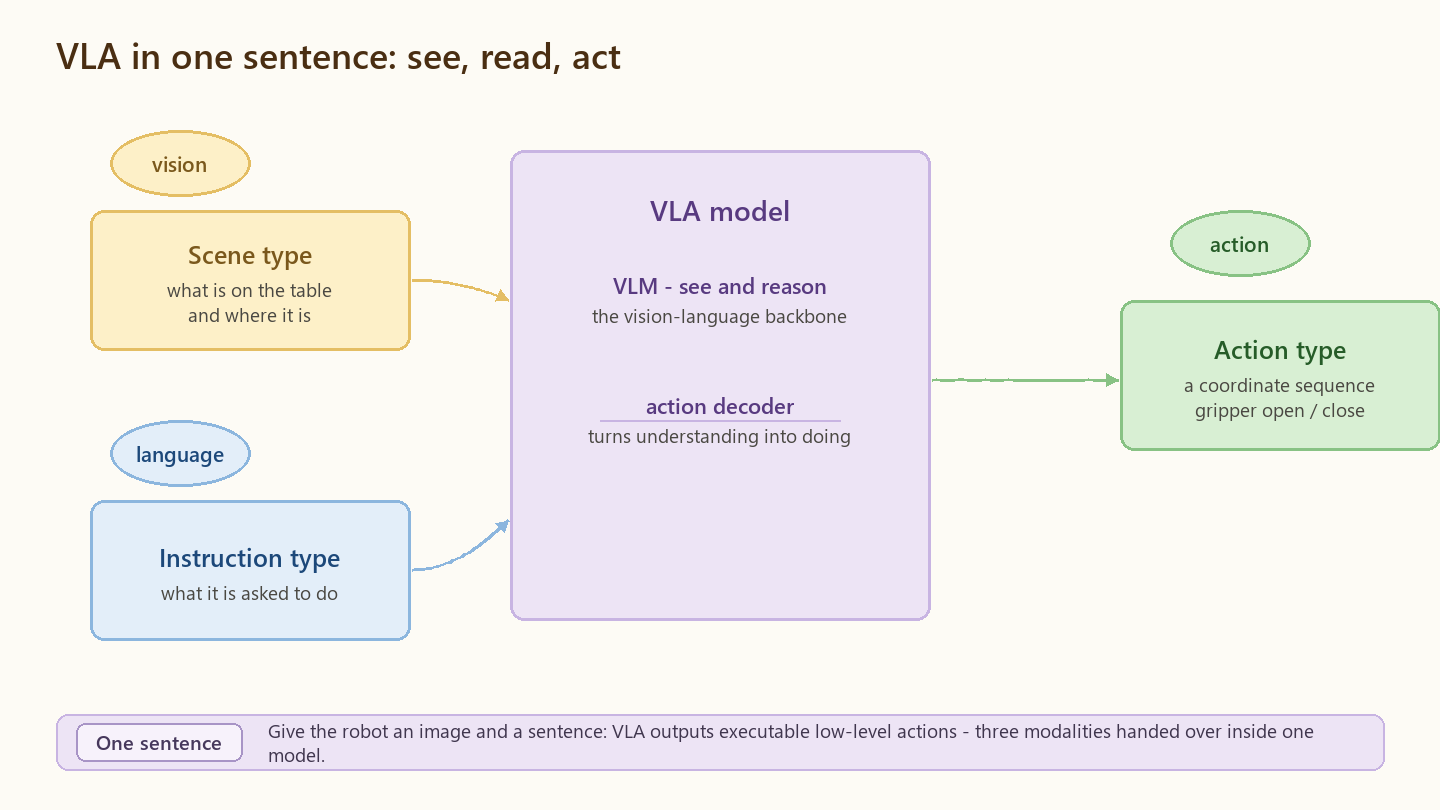 VLA in one sentence: see, read, act
vision
Scene type
what is on the table
and where it is
language
Instruction type
what it is asked to do
VLA model
VLM - see and reason
the vision-language backbone
action decoder
turns understanding into doing
action
Action type
a coordinate sequence
gripper open / close
One sentence
Give the robot an image and a sentence: VLA outputs executable low-level actions - three modalities handed over inside one
model.